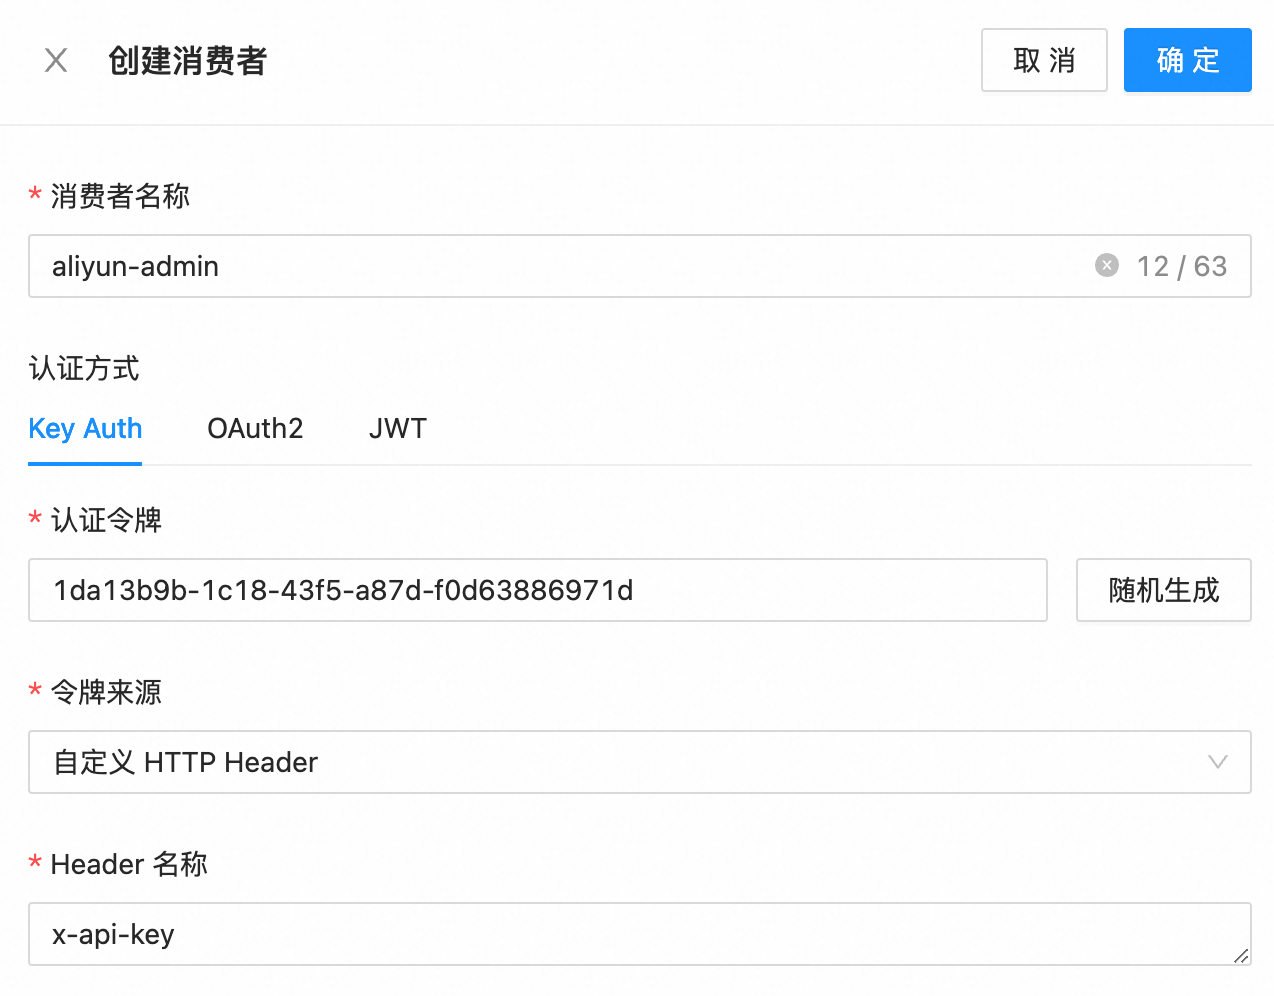 创建消费者
取 消
确 定
* 消费者名称
aliyun-admin
12 / 63
认证方式
Key Auth
OAuth2
JWT
* 认证令牌
1da13b9b-1c18-43f5-a87d-f0d63886971d
随机生成
* 令牌来源
自定义 HTTP Header
* Header 名称
x-api-key